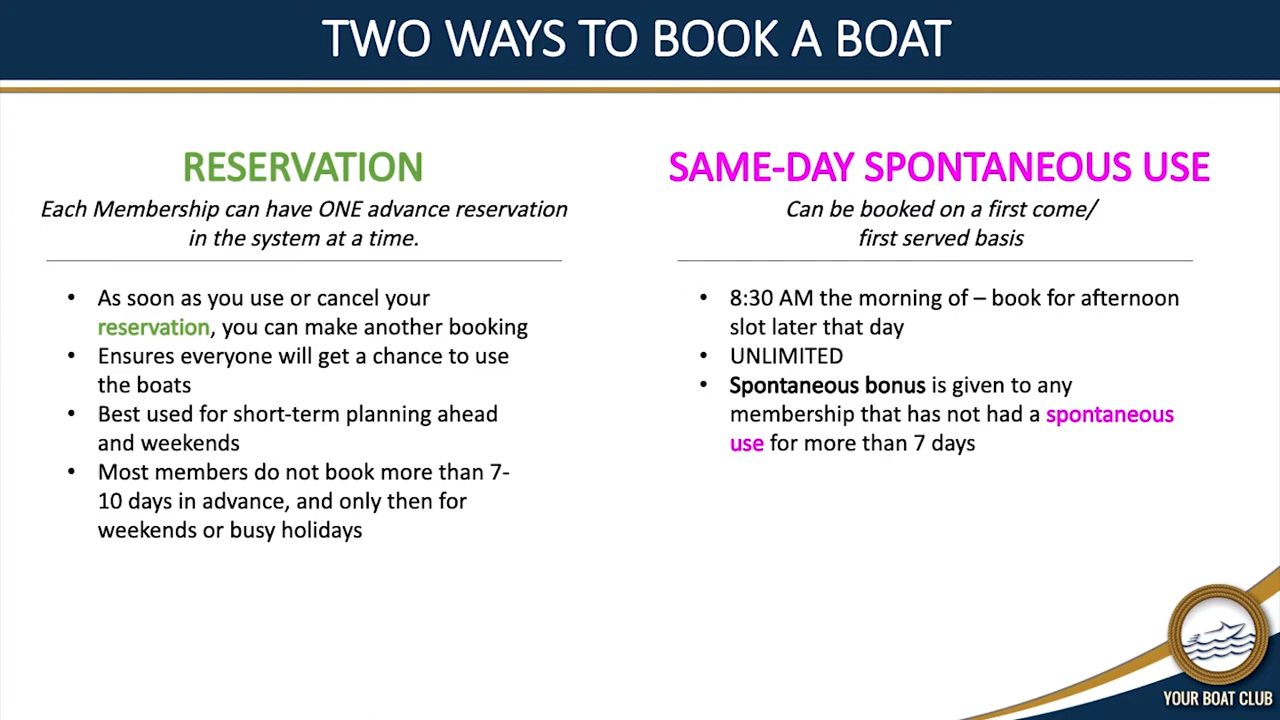 TWO WAYS TO BOOK A BOAT
RESERVATION
Each Membership can have ONE advance reservation
in the system at a time.
• As soon as you use or cancel your
reservation, you can make another booking
• Ensures everyone will get a chance to use
the boats
• Best used for short-term planning ahead
and weekends
• Most members do not book more than 7-
10 days in advance, and only then for
weekends or busy holidays
SAME-DAY SPONTANEOUS USE
Can be booked on a first come/
first served basis
• 8:30 AM the morning of – book for afternoon
slot later that day
• UNLIMITED
• Spontaneous bonus is given to any
membership that has not had a spontaneous
use for more than 7 days
YOUR BOAT CLUB